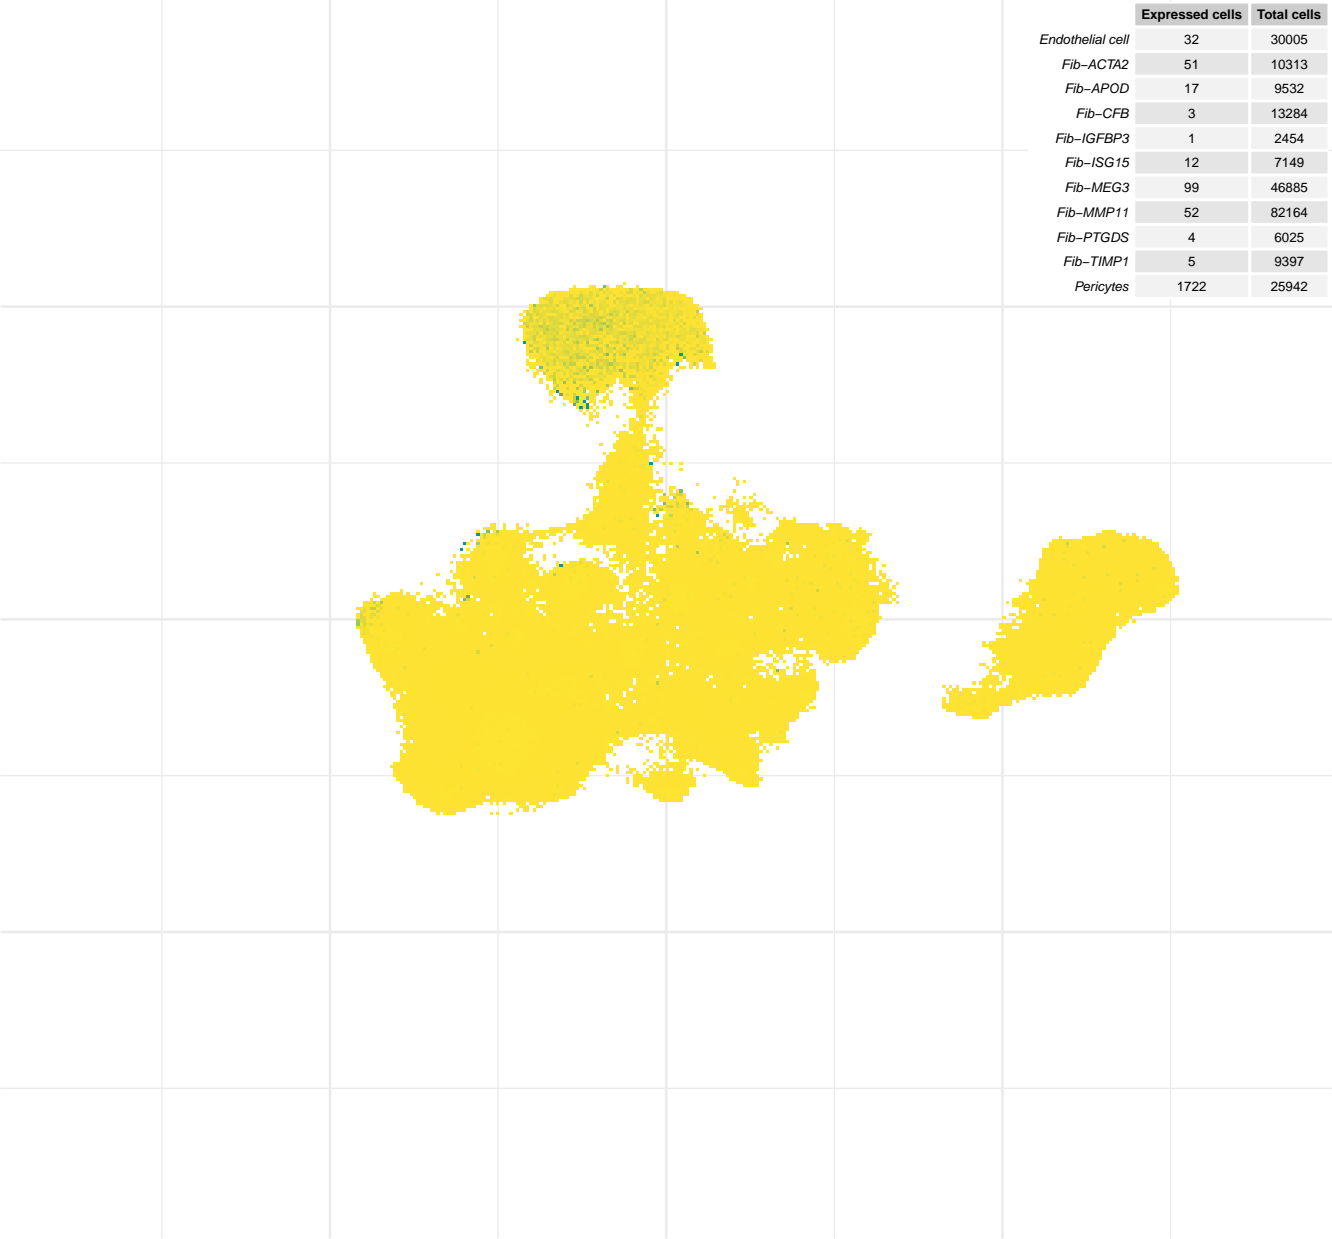 Expressed cells Total cells
Endothelial cell 32 30005
Fib−ACTA2 51 10313
Fib−APOD 17 9532
Fib−CFB 3 13284
Fib−IGFBP3 1 2454
Fib−ISG15 12 7149
Fib−MEG3 99 46885
Fib−MMP11 52 82164
Fib−PTGDS 4 6025
Fib−TIMP1 5 9397
Pericytes 1722 25942